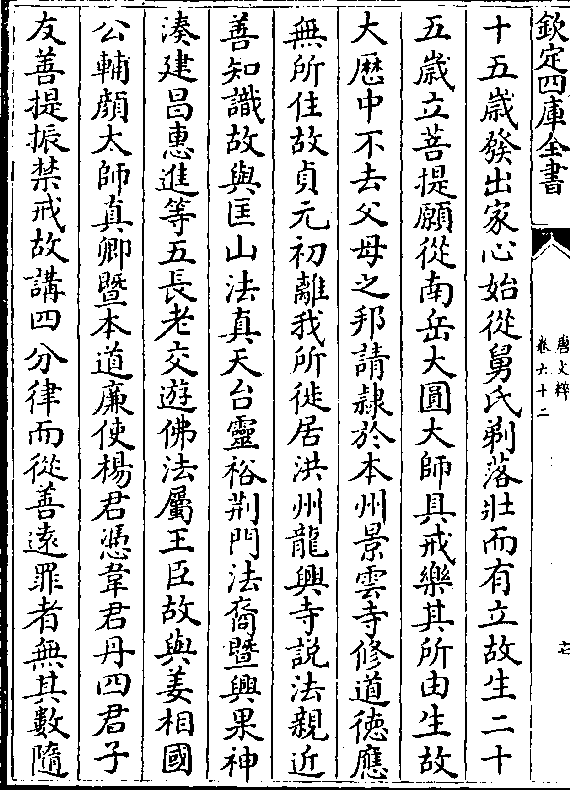 欽定四庫全書
唐文粹
卷六十二
十五歲發出家心始從舅氏剃落壯而有立故生二十
五歲立菩提願從南岳大圓大師具戒樂其所由生故
大厯中不去父母之邦請隷於本州景雲寺修道徳應
無所住故貞元初離我所徙居洪州龍興寺説法親近
善知識故與匡山法真天台靈裕荆門法裔暨興果神
湊建昌惠進等五長老交遊佛法屬王臣故與姜相國
公輔顔太師真卿暨本道廉使楊君憑韋君丹四君子
友善提振禁戒故講四分律而從善逺罪者無其數隨